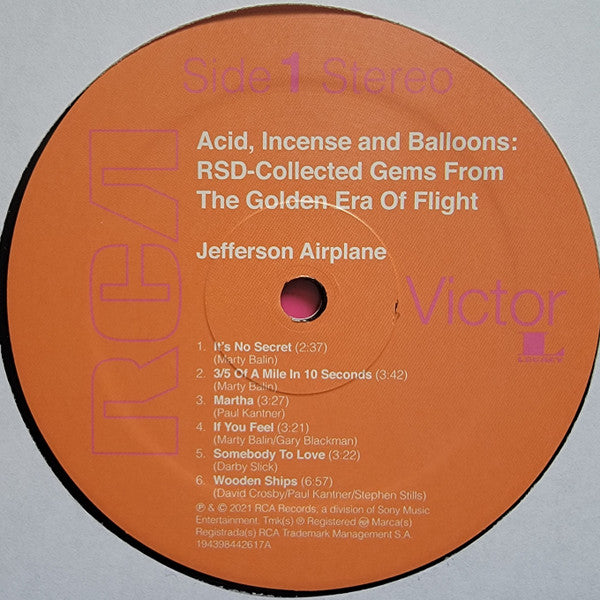 Side 1 Stereo
Acid, Incense and Balloons:
RSD-Collected Gems From
The Golden Era Of Flight
Jefferson Airplane
RCA
Victor
LEGACY
1. It's No Secret (2:37)
(Marty Balin)
2. 3/5 Of A Mile In 10 Seconds (3:42)
(Marty Balin)
3. Martha (3:27)
(Paul Kantner)
4. If You Feel (3:21)
(Marty Balin/Gary Blackman)
5. Somebody To Love (3.22)
(Darby Slick)
6. Wooden Ships (6:57)
(David Crosby/Paul Kantner/Stephen Stills)
℗ & © 2021 RCA Records, a division of Sony Music
Entertainment. Tmk(s) ® Registered Marca(s)
Registrada(s) RCA Trademark Management S.A.
194398442617A